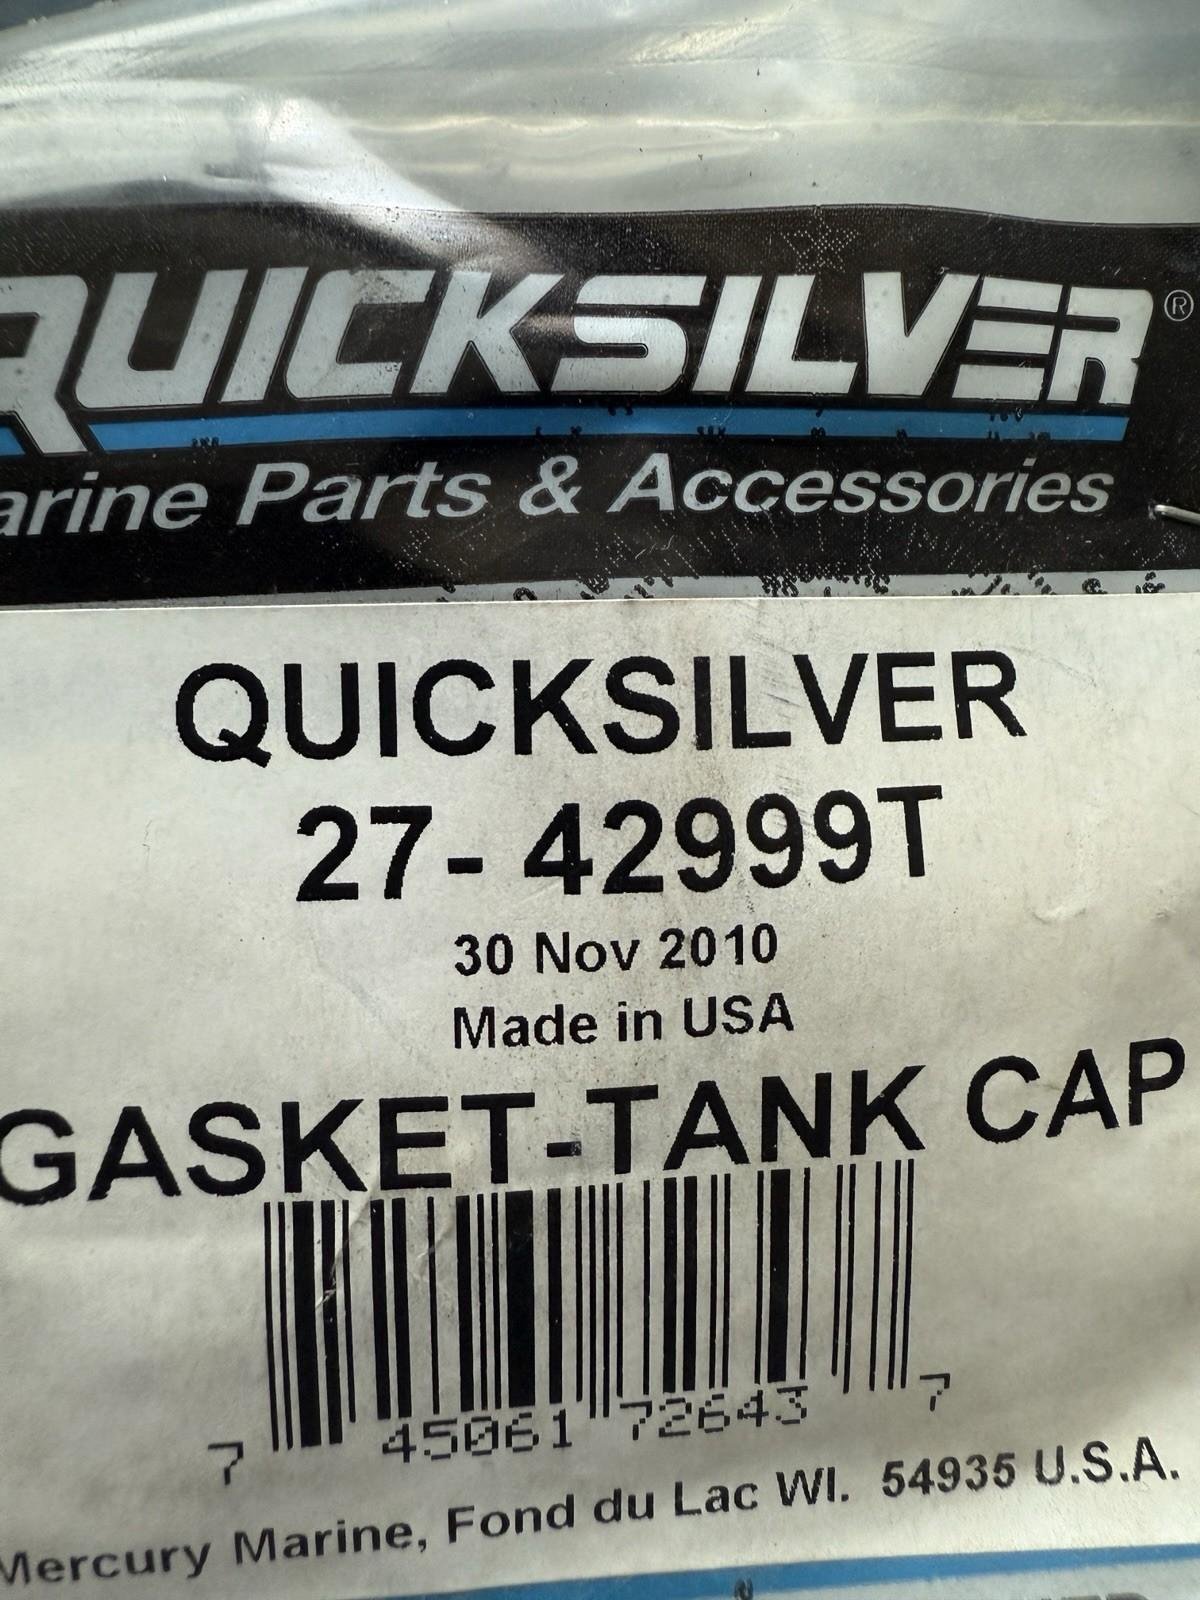 QUICKSILVER®
arine Parts & Accessories
QUICKSILVER
27- 42999T
30 Nov 2010
Made in USA
GASKET-TANK CAP
7 45061 72643 7
Mercury Marine, Fond du Lac WI. 54935 U.S.A.